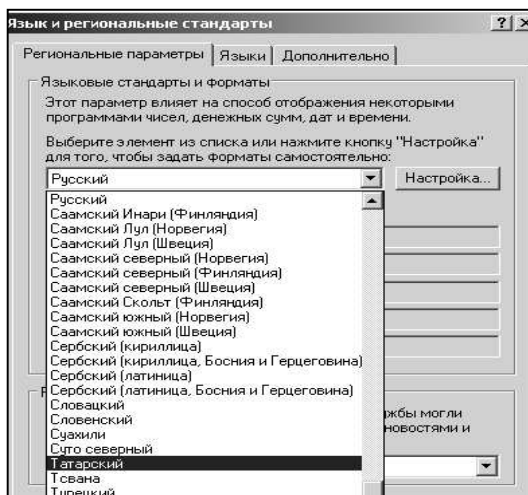 Язык и региональные стандарты
Региональные параметры Языки Дополнительно
Языковые стандарты и форматы
Этот параметр влияет на способ отображения некоторыми
программами чисел, денежных сумм, дат и времени.
Выберите элемент из списка или нажмите кнопку "Настройка"
для того, чтобы задать форматы самостоятельно:
Русский Настройка...
Русский
Саамский Инари (Финляндия)
Саамский Лул (Норвегия)
Саамский Лул (Швеция)
Саамский северный (Норвегия)
Саамский северный (Финляндия)
Саамский северный (Швеция)
Саамский Скольт (Финляндия)
Саамский южный (Норвегия)
Саамский южный (Швеция)
Сербский (кириллица)
Сербский (кириллица, Босния и Герцеговина)
Сербский (латиница)
Сербский (латиница, Босния и Герцеговина)
Словацкий
жбы могли
Словенский
новостями и
Суахили
Суто северный
Татарский
Тсвана
Турецкий